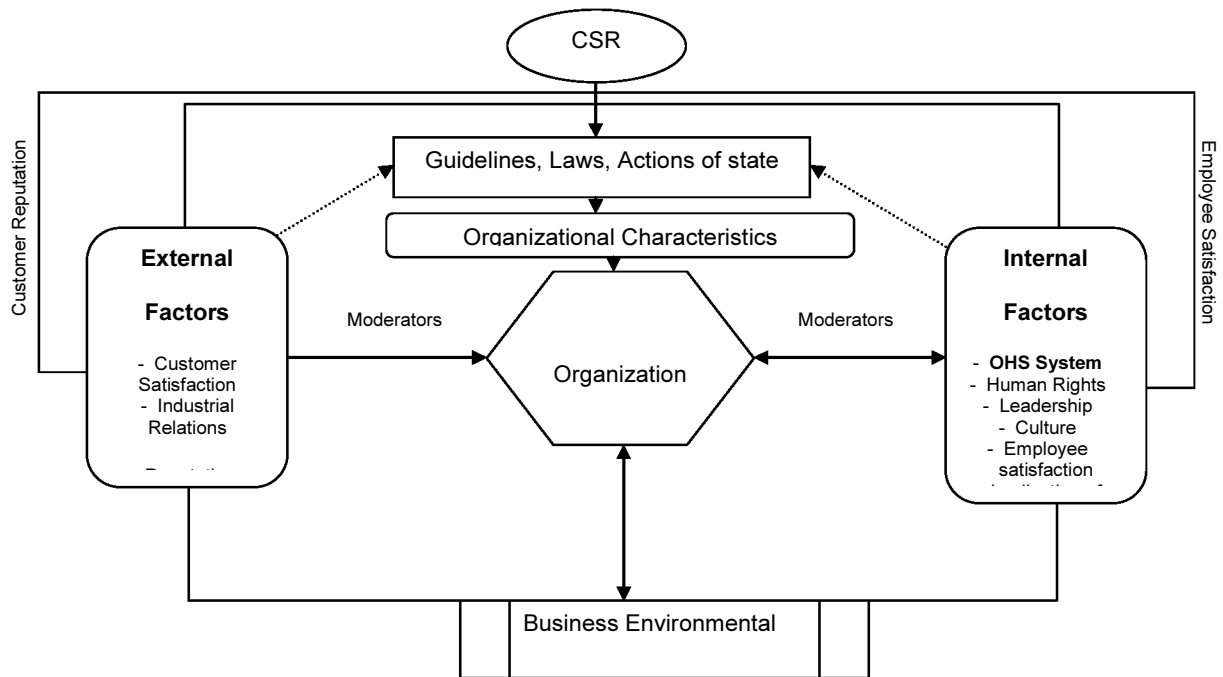 CSR
Guidelines, Laws, Actions of state
Organizational Characteristics
Customer Reputation
Employee Satisfaction
External
Factors
- Customer
Satisfaction
- Industrial
Relations
Moderators
Organization
Moderators
Internal
Factors
- OHS System
- Human Rights
- Leadership
- Culture
- Employee
satisfaction
Business Environmental